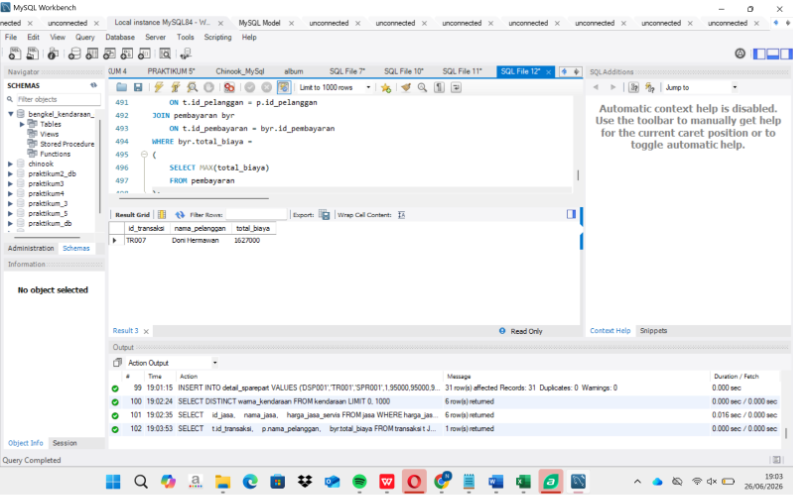 MySQL Workbench
nected × unconnected × Local instance MySQL84 - W... × MySQL Model × unconnected × unconnected × unconnected × unconnected × unconnected × unconnected × unconnected ×
File Edit View Query Database Server Tools Scripting Help
Navigator
SCHEMAS
Filter objects
bengkel_kendaraan_
Tables
Views
Stored Procedure
Functions
chinook
praktikum2_db
praktikum3
praktikum4
praktikum_3
praktikum_5
praktikum_db
Administration Schemas
Information
No object selected
Object Info Session
UM 4 PRAKTIKUM 5* Chinook_MySql album SQL File 7* SQL File 10* SQL File 11* SQL File 12* ×
Limit to 1000 rows
491 ON t.id_pelanggan = p.id_pelanggan
492 JOIN pembayaran byr
493 ON t.id_pembayaran = byr.id_pembayaran
494 WHERE byr.total_biaya =
495 (
496 SELECT MAX(total_biaya)
497 FROM pembayaran
498 );
Result Grid Filter Rows: Export: Wrap Cell Content:
id_transaksi nama_pelanggan total_biaya
TR007 Doni Hermawan 1627000
Result 3 × Read Only
SQLAdditions
Jump to
Automatic context help is disabled.
Use the toolbar to manually get help
for the current caret position or to
toggle automatic help.
Context Help Snippets
Output
Action Output
# Time Action Message Duration / Fetch
99 19:01:15 INSERT INTO detail_sparepart VALUES ('DSP001','TR001','SPR001',1,95000,95000,9... 31 row(s) affected Records: 31 Duplicates: 0 Warnings: 0 0.000 sec
100 19:02:24 SELECT DISTINCT warna_kendaraan FROM kendaraan LIMIT 0, 1000 6 row(s) returned 0.000 sec / 0.000 sec
101 19:02:35 SELECT id_jasa, nama_jasa, harga_jasa_servis FROM jasa WHERE harga_jas... 6 row(s) returned 0.016 sec / 0.000 sec
102 19:03:53 SELECT t.id_transaksi, p.nama_pelanggan, byr.total_biaya FROM transaksi t J... 1 row(s) returned 0.000 sec / 0.000 sec
Query Completed
19:03
26/06/2026